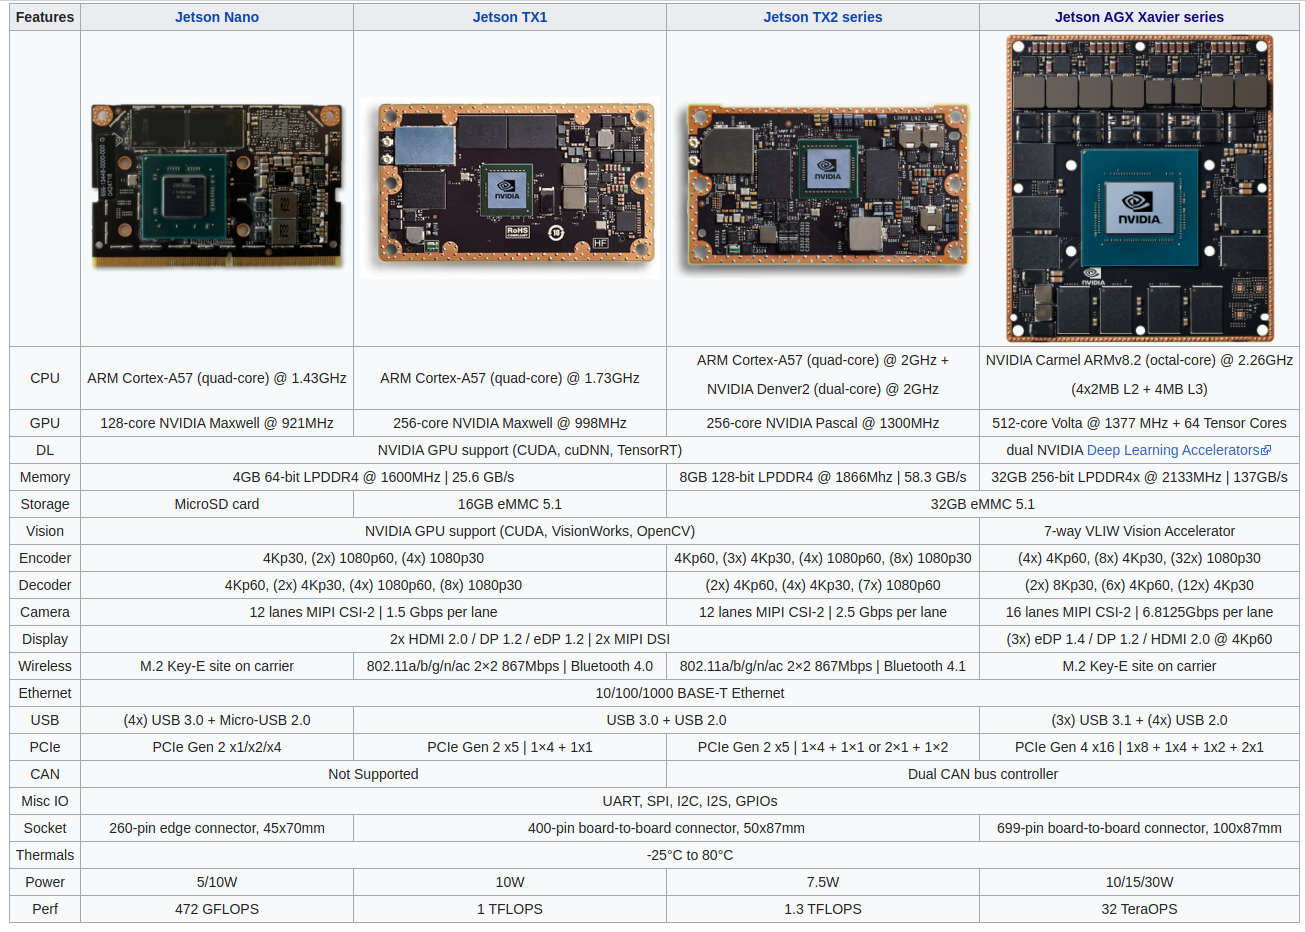 Features Jetson Nano Jetson TX1 Jetson TX2 series Jetson AGX Xavier series
NVIDIA
NVIDIA
NVIDIA
NVIDIA
RoHS
HF
ARM Cortex-A57 (quad-core) @ 2GHz + NVIDIA Carmel ARMv8.2 (octal-core) @ 2.26GHz
CPU ARM Cortex-A57 (quad-core) @ 1.43GHz ARM Cortex-A57 (quad-core) @ 1.73GHz
NVIDIA Denver2 (dual-core) @ 2GHz (4x2MB L2 + 4MB L3)
GPU 128-core NVIDIA Maxwell @ 921MHz 256-core NVIDIA Maxwell @ 998MHz 256-core NVIDIA Pascal @ 1300MHz 512-core Volta @ 1377 MHz + 64 Tensor Cores
DL NVIDIA GPU support (CUDA, cuDNN, TensorRT) dual NVIDIA Deep Learning Accelerators
Memory 4GB 64-bit LPDDR4 @ 1600MHz | 25.6 GB/s 8GB 128-bit LPDDR4 @ 1866Mhz | 58.3 GB/s 32GB 256-bit LPDDR4x @ 2133MHz | 137GB/s
Storage MicroSD card 16GB eMMC 5.1 32GB eMMC 5.1
Vision NVIDIA GPU support (CUDA, VisionWorks, OpenCV) 7-way VLIW Vision Accelerator
Encoder 4Kp30, (2x) 1080p60, (4x) 1080p30 4Kp60, (3x) 4Kp30, (4x) 1080p60, (8x) 1080p30 (4x) 4Kp60, (8x) 4Kp30, (32x) 1080p30
Decoder 4Kp60, (2x) 4Kp30, (4x) 1080p60, (8x) 1080p30 (2x) 4Kp60, (4x) 4Kp30, (7x) 1080p60 (2x) 8Kp30, (6x) 4Kp60, (12x) 4Kp30
Camera 12 lanes MIPI CSI-2 | 1.5 Gbps per lane 12 lanes MIPI CSI-2 | 2.5 Gbps per lane 16 lanes MIPI CSI-2 | 6.8125Gbps per lane
Display 2x HDMI 2.0 / DP 1.2 / eDP 1.2 | 2x MIPI DSI (3x) eDP 1.4 / DP 1.2 / HDMI 2.0 @ 4Kp60
Wireless M.2 Key-E site on carrier 802.11a/b/g/n/ac 2×2 867Mbps | Bluetooth 4.0 802.11a/b/g/n/ac 2×2 867Mbps | Bluetooth 4.1 M.2 Key-E site on carrier
Ethernet 10/100/1000 BASE-T Ethernet
USB (4x) USB 3.0 + Micro-USB 2.0 USB 3.0 + USB 2.0 (3x) USB 3.1 + (4x) USB 2.0
PCIe PCIe Gen 2 x1/x2/x4 PCIe Gen 2 x5 | 1×4 + 1x1 PCIe Gen 2 x5 | 1×4 + 1×1 or 2×1 + 1×2 PCIe Gen 4 x16 | 1x8 + 1x4 + 1x2 + 2x1
CAN Not Supported Dual CAN bus controller
Misc IO UART, SPI, I2C, I2S, GPIOs
Socket 260-pin edge connector, 45x70mm 400-pin board-to-board connector, 50x87mm 699-pin board-to-board connector, 100x87mm
Thermals -25°C to 80°C
Power 5/10W 10W 7.5W 10/15/30W
Perf 472 GFLOPS 1 TFLOPS 1.3 TFLOPS 32 TeraOPS